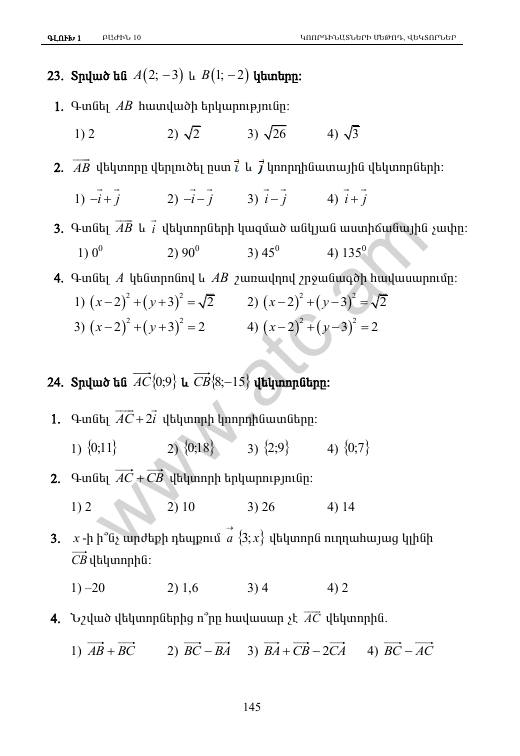 ԳԼՈՒԽ 1 ԲԱԺԻՆ 10 ԿՈՈՐԴԻՆԱՏՆԵՐԻ ՄԵԹՈԴ, ՎԵԿՏՈՐՆԵՐ
23. Տրված են A(2; −3) և B(1; −2) կետերը:
1. Գտնել AB հատվածի երկարությունը:
1) 2 2) √2 3) √26 4) √3
2. AB⃗ վեկտորը վերլուծել ըստ i⃗ և j⃗ կոորդինատային վեկտորների:
1) −i⃗ + j⃗ 2) −i⃗ − j⃗ 3) i⃗ − j⃗ 4) i⃗ + j⃗
3. Գտնել AB⃗ և i⃗ վեկտորների կազմած անկյան աստիճանային չափը:
1) 0⁰ 2) 90⁰ 3) 45⁰ 4) 135⁰
4. Գտնել A կենտրոնով և AB շառավղով շրջանագծի հավասարումը:
1) (x−2)² + (y+3)² = √2 2) (x−2)² + (y−3)² = √2
3) (x−2)² + (y+3)² = 2 4) (x−2)² + (y−3)² = 2
24. Տրված են AC⃗{0;9} և CB⃗{8;−15} վեկտորները:
1. Գտնել AC⃗ + 2i⃗ վեկտորի կոորդինատները:
1) {0;11} 2) {0;18} 3) {2;9} 4) {0;7}
2. Գտնել AC⃗ + CB⃗ վեկտորի երկարությունը:
1) 2 2) 10 3) 26 4) 14
3. x -ի ի՞նչ արժեքի դեպքում a⃗ {3; x} վեկտորն ուղղահայաց կլինի
CB⃗ վեկտորին:
1) –20 2) 1,6 3) 4 4) 2
4. Նշված վեկտորներից ո՞րը հավասար չէ AC⃗ վեկտորին.
1) AB⃗ + BC⃗ 2) BC⃗ − BA⃗ 3) BA⃗ + CB⃗ − 2CA⃗ 4) BC⃗ − AC⃗
www.atc.am
145